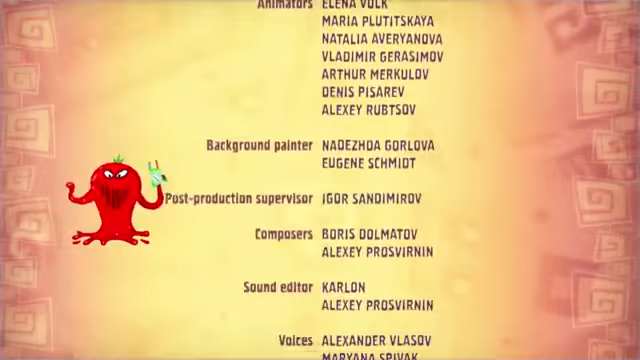 Animators ELENA VOLK
MARIA PLUTITSKAYA
NATALIA AVERYANOVA
VLADIMIR GERASIMOV
ARTHUR MERKULOV
DENIS PISAREV
ALEXEY RUBTSOV
Background painter NADEZHDA GORLOVA
EUGENE SCHMIDT
Post-production supervisor IGOR SANDIMIROV
Composers BORIS DOLMATOV
ALEXEY PROSVIRNIN
Sound editor KARLON
ALEXEY PROSVIRNIN
Voices ALEXANDER VLASOV
MARYANA SPIVAK